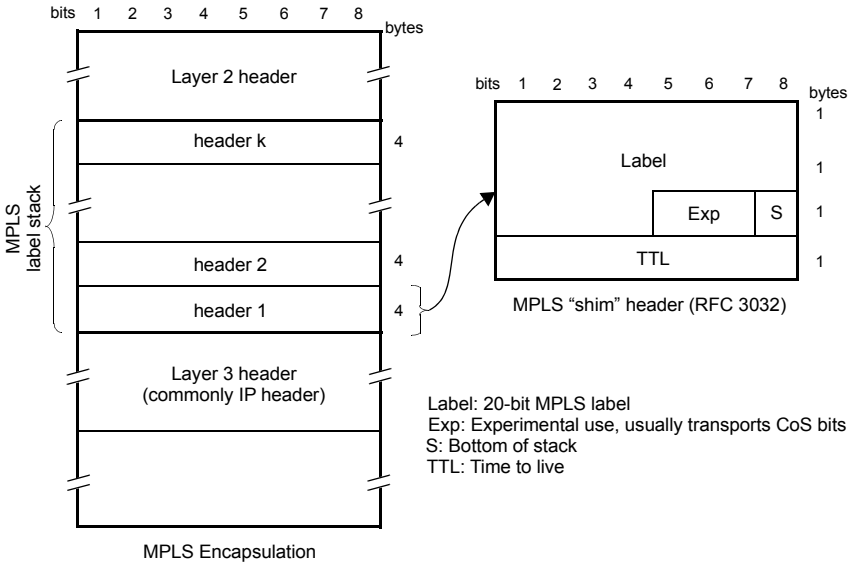 bits 1 2 3 4 5 6 7 8
bytes
Layer 2 header
header k 4
MPLS
label stack
header 2 4
header 1 4
Layer 3 header
(commonly IP header)
MPLS Encapsulation
bits 1 2 3 4 5 6 7 8
bytes
1
Label 1
Exp S 1
TTL 1
MPLS “shim” header (RFC 3032)
Label: 20-bit MPLS label
Exp: Experimental use, usually transports CoS bits
S: Bottom of stack
TTL: Time to live